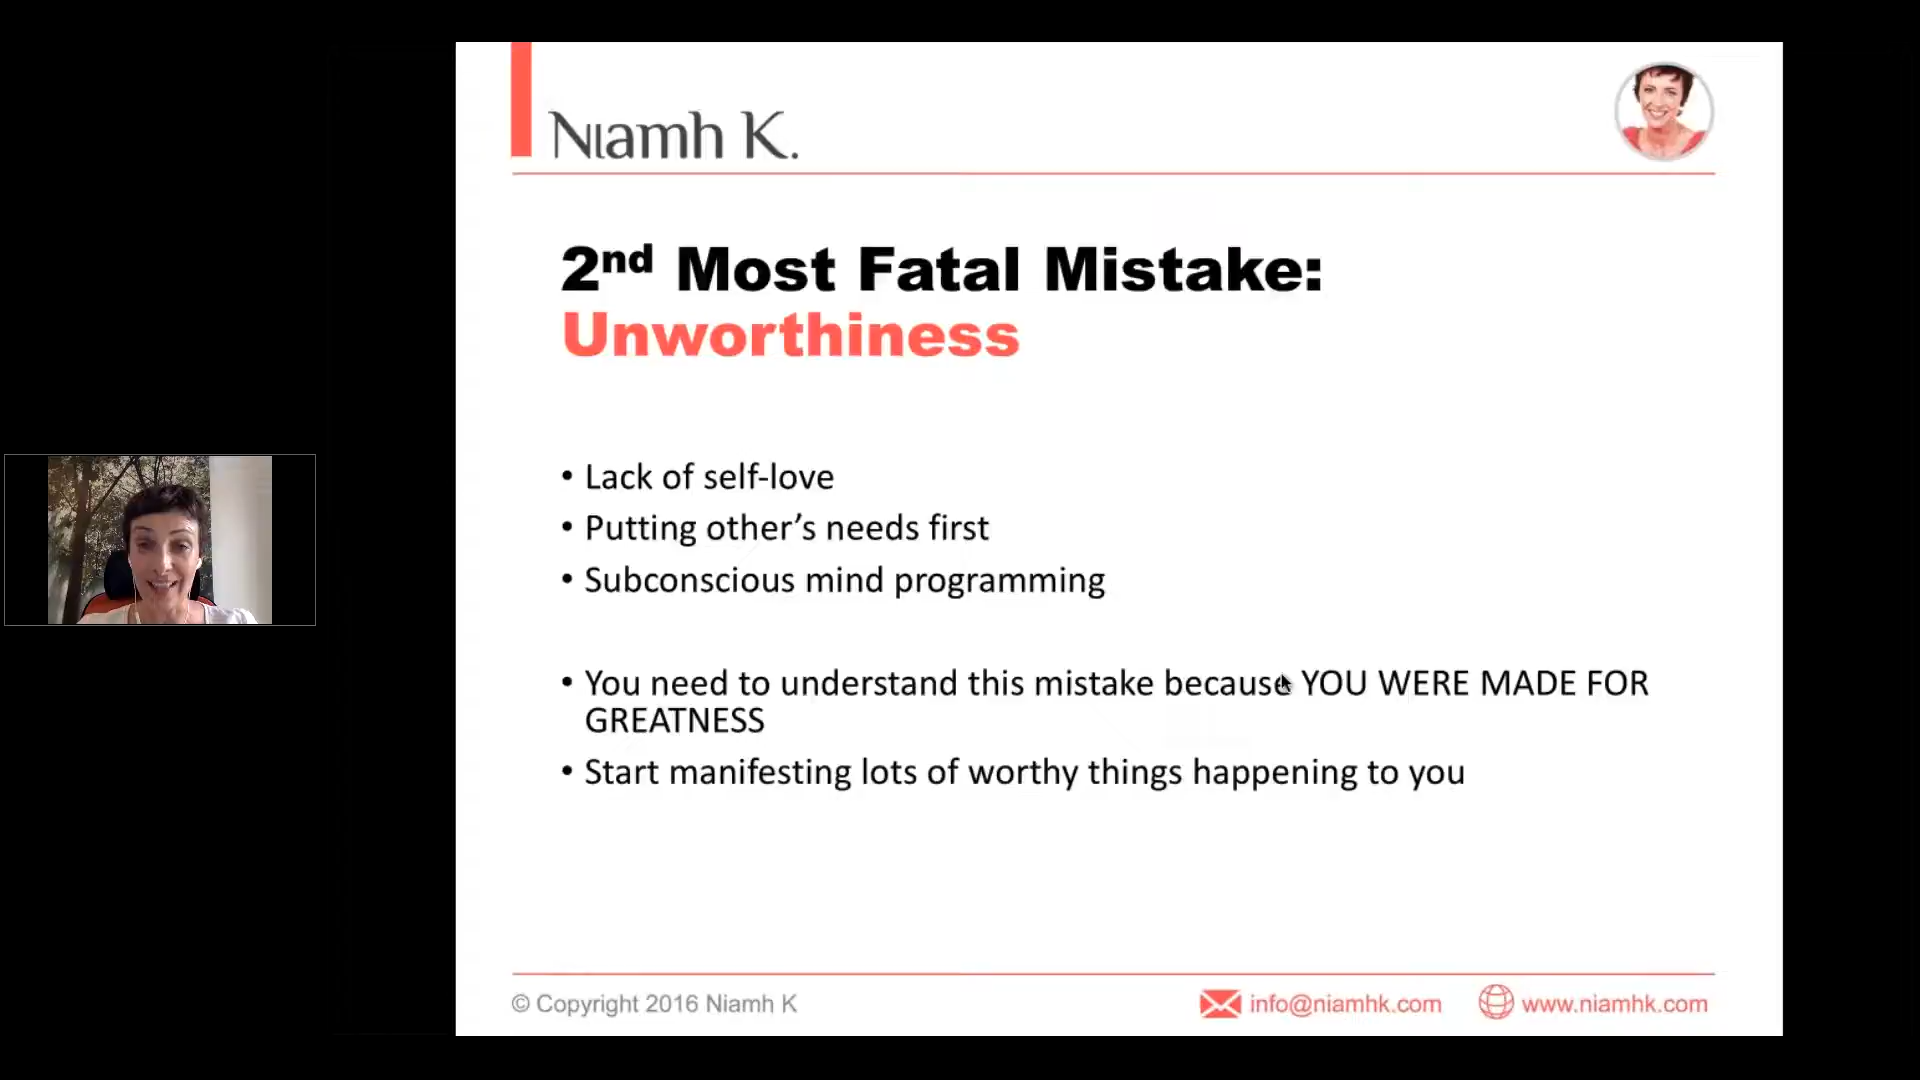 Niamh K.
2nd Most Fatal Mistake:
Unworthiness
• Lack of self-love
• Putting other’s needs first
• Subconscious mind programming
• You need to understand this mistake because YOU WERE MADE FOR
GREATNESS
• Start manifesting lots of worthy things happening to you
© Copyright 2016 Niamh K
info@niamhk.com
www.niamhk.com